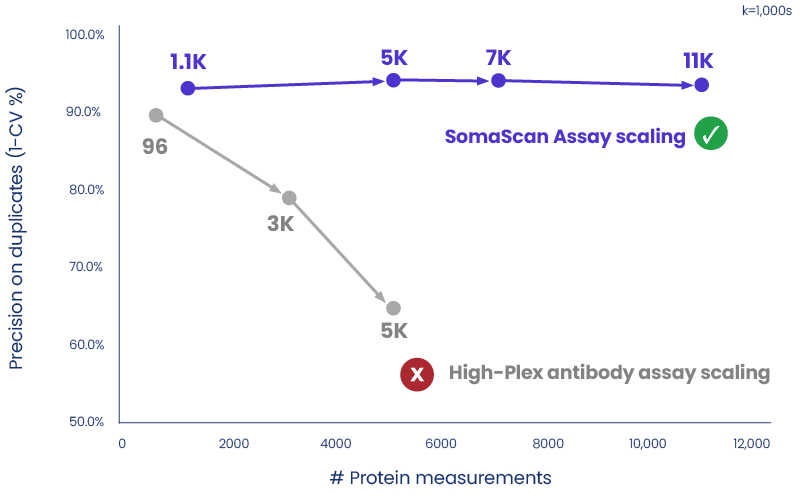 k=1,000s
100.0%
90.0%
80.0%
70.0%
60.0%
50.0%
Precision on duplicates (1-CV %)
1.1K
5K
7K
11K
SomaScan Assay scaling ✓
96
3K
5K
X High-Plex antibody assay scaling
0 2000 4000 6000 8000 10,000 12,000
# Protein measurements